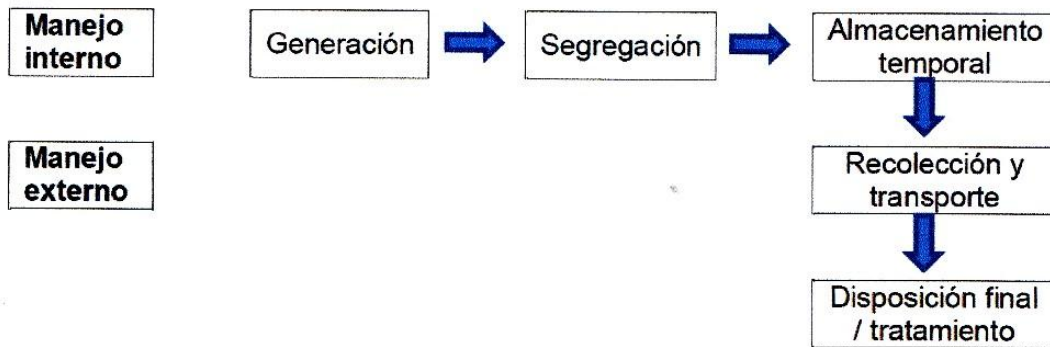 Manejo
interno
Generación
Segregación
Almacenamiento
temporal
Manejo
externo
Recolección y
transporte
Disposición final
/ tratamiento